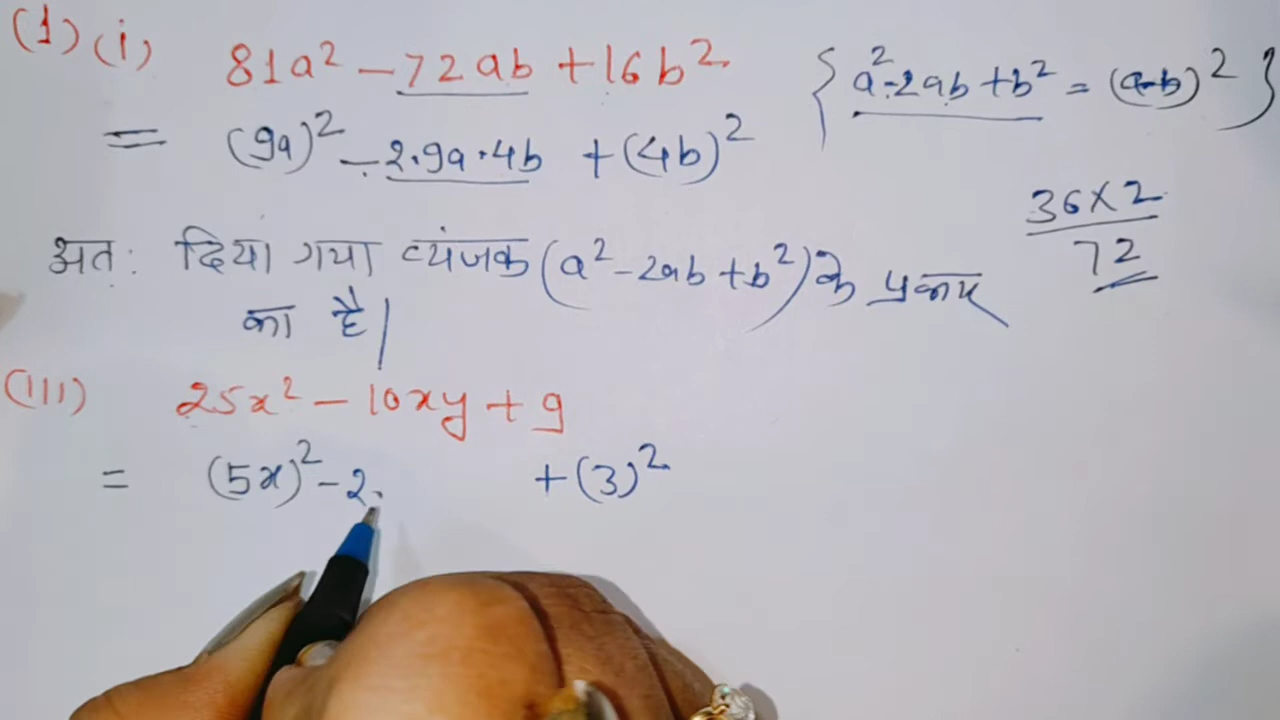 (1) (i) 81a² - 72ab + 16b² { a² - 2ab + b² = (a-b)² }
= (9a)² - 2·9a·4b + (4b)²
36 × 2
72
अत: दिया गया व्यंजक (a² - 2ab + b²) के प्रकार
का है|
(III) 25x² - 10xy + 9
= (5x)² - 2· + (3)²